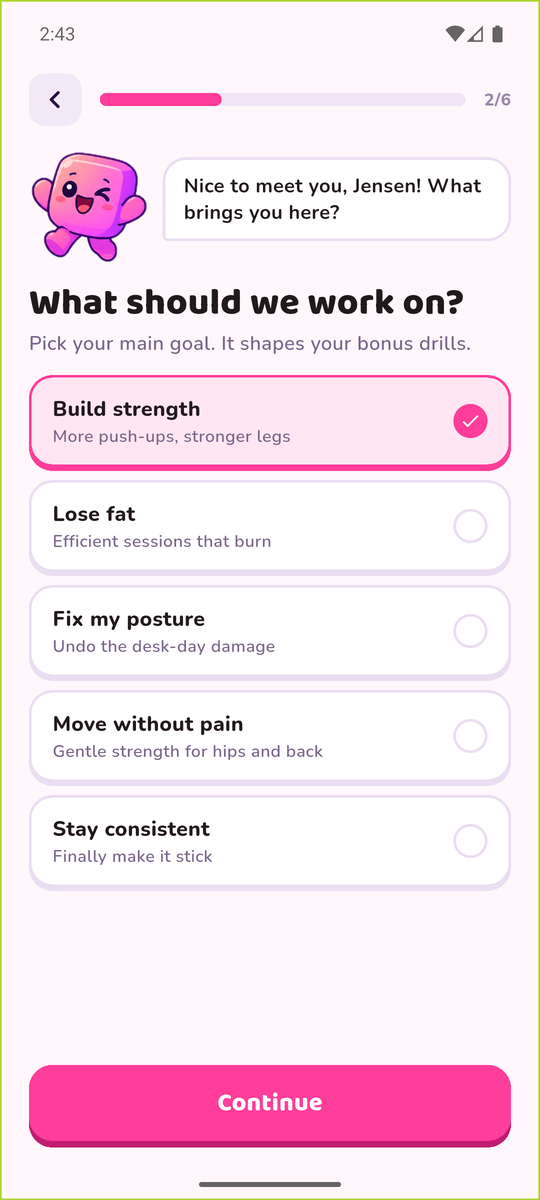 2:43
2/6
Nice to meet you, Jensen! What
brings you here?
What should we work on?
Pick your main goal. It shapes your bonus drills.
Build strength
More push-ups, stronger legs
Lose fat
Efficient sessions that burn
Fix my posture
Undo the desk-day damage
Move without pain
Gentle strength for hips and back
Stay consistent
Finally make it stick
Continue